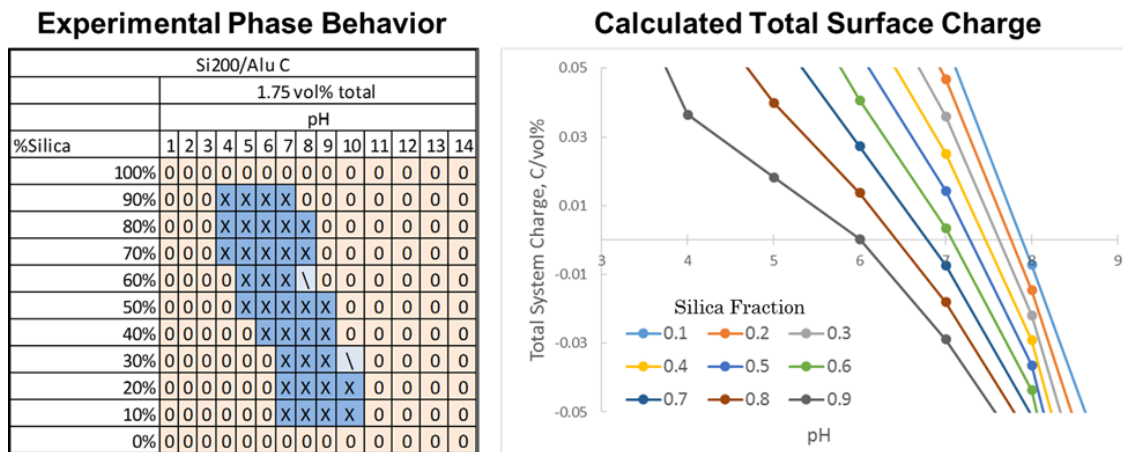 Experimental Phase Behavior
Si200/Alu C
1.75 vol% total
pH
%Silica 1 2 3 4 5 6 7 8 9 10 11 12 13 14
100% 0 0 0 0 0 0 0 0 0 0 0 0 0 0
90% 0 0 0 X X X X 0 0 0 0 0 0 0
80% 0 0 0 X X X X X 0 0 0 0 0 0
70% 0 0 0 X X X X X 0 0 0 0 0 0
60% 0 0 0 0 X X X \ 0 0 0 0 0 0
50% 0 0 0 0 X X X X X 0 0 0 0 0
40% 0 0 0 0 0 X X X X 0 0 0 0 0
30% 0 0 0 0 0 0 X X X \ 0 0 0 0
20% 0 0 0 0 0 0 X X X X 0 0 0 0
10% 0 0 0 0 0 0 X X X X 0 0 0 0
0% 0 0 0 0 0 0 0 0 0 0 0 0 0 0
Calculated Total Surface Charge
Total System Charge, C/vol%
0.05
0.03
0.01
-0.01
-0.03
-0.05
3 4 5 6 7 8 9
pH
Silica Fraction
0.1 0.2 0.3
0.4 0.5 0.6
0.7 0.8 0.9